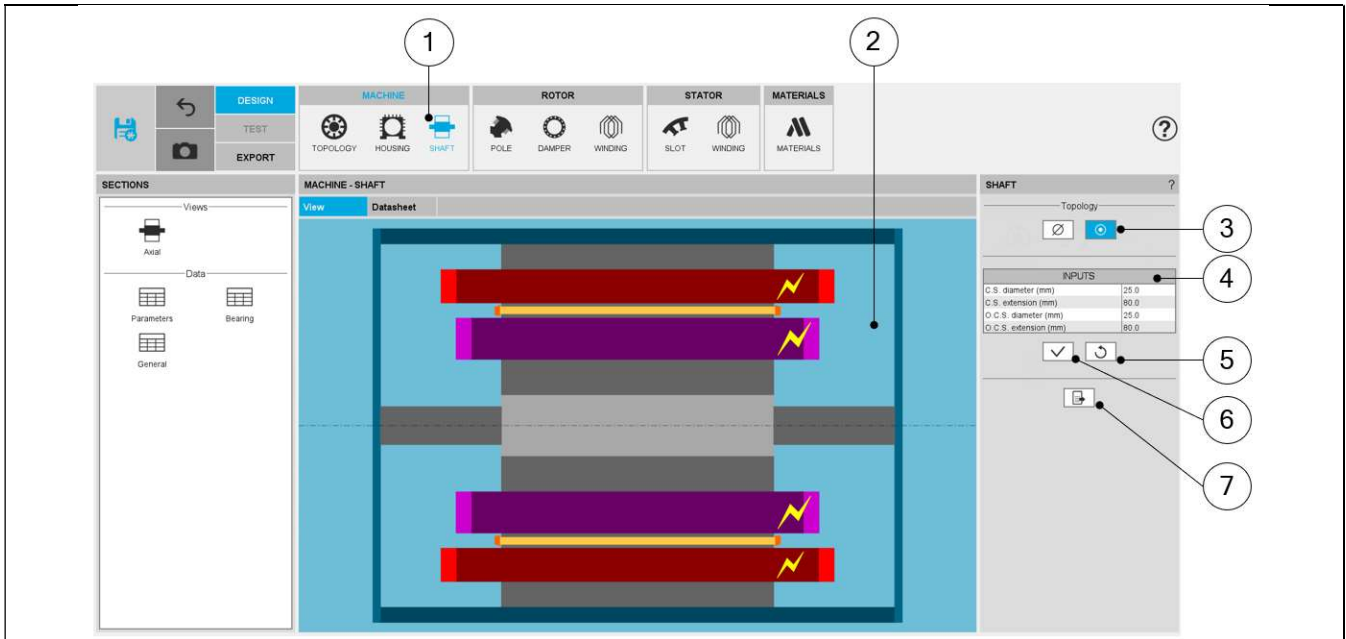 1
2
DESIGN
TEST
EXPORT
MACHINE
TOPOLOGY
HOUSING
SHAFT
ROTOR
POLE
DAMPER
WINDING
STATOR
SLOT
WINDING
MATERIALS
MATERIALS
?
SECTIONS
Views
Axial
Data
Parameters
Bearing
General
MACHINE - SHAFT
View
Datasheet
SHAFT ?
Topology
3
4
INPUTS
C.S. diameter (mm) 25.0
C.S. extension (mm) 80.0
O.C.S. diameter (mm) 25.0
O.C.S. extension (mm) 80.0
5
6
7